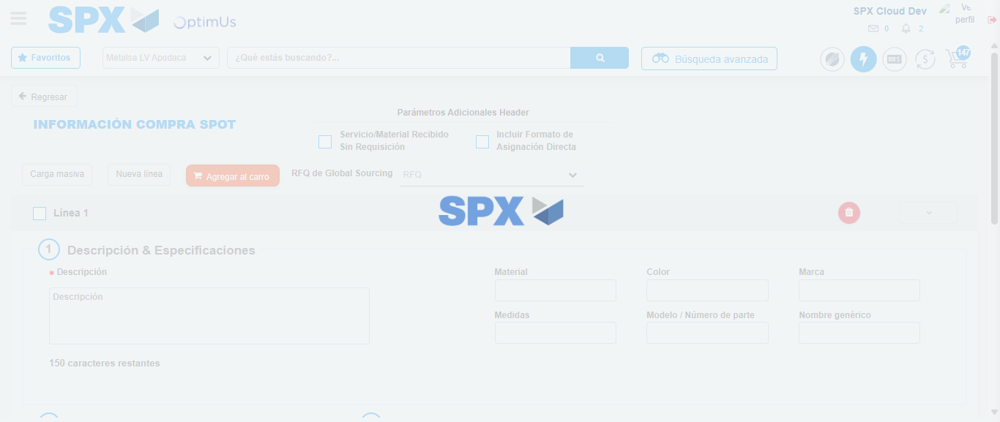 SPX
OptimUs
SPX Cloud Dev
perfil
0
2
Favoritos
Metalsa LV Apodaca
¿Qué estás buscando?...
Búsqueda avanzada
147
Regresar
INFORMACIÓN COMPRA SPOT
Parámetros Adicionales Header
Servicio/Material Recibido
Sin Requisición
Incluir Formato de
Asignación Directa
Carga masiva
Nueva línea
Agregar al carro
RFQ de Global Sourcing
RFQ
SPX
Línea 1
1
Descripción & Especificaciones
* Descripción
Material
Color
Marca
Descripción
Medidas
Modelo / Número de parte
Nombre genérico
150 caracteres restantes